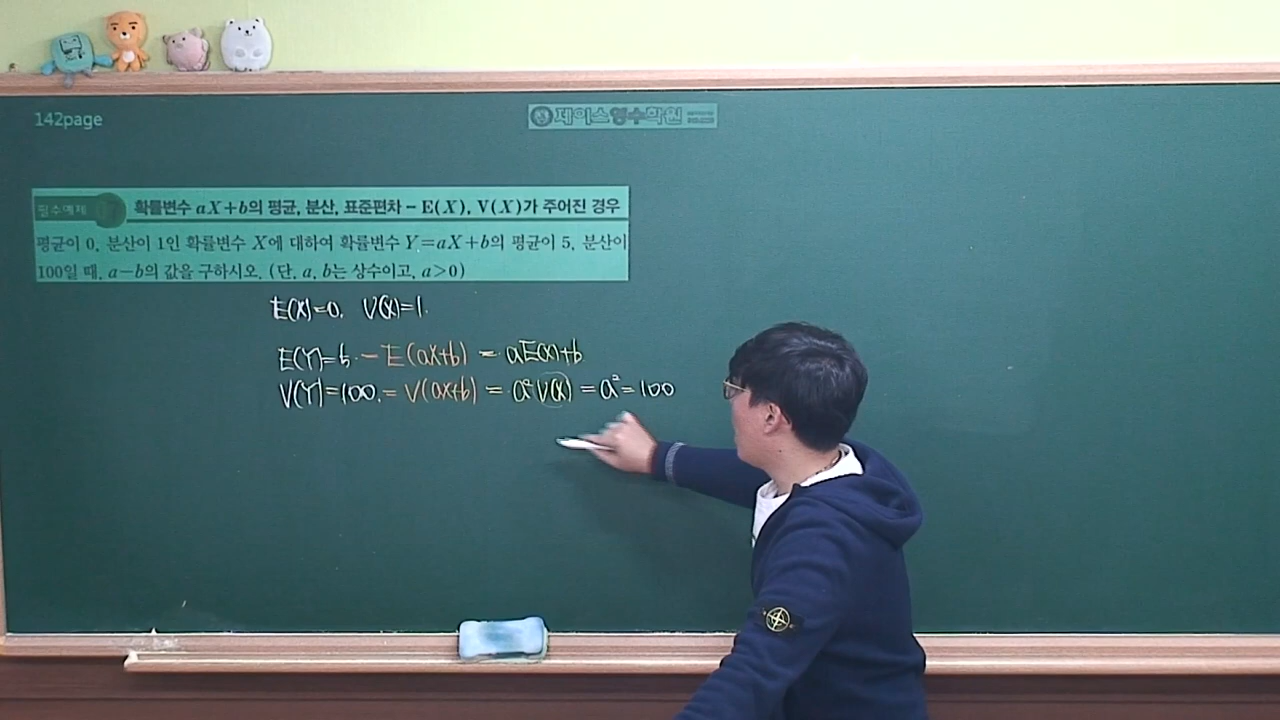 142page
제이스영수학원
필수예제
확률변수 aX+b의 평균, 분산, 표준편차 - E(X), V(X)가 주어진 경우
평균이 0, 분산이 1인 확률변수 X에 대하여 확률변수 Y=aX+b의 평균이 5, 분산이
100일 때, a-b의 값을 구하시오. (단, a, b는 상수이고, a>0)
E(X)=0. V(X)=1.
E(Y)=5. = E(aX+b) = aE(X)+b
V(Y)=100. = V(aX+b) = a²V(X) = a² = 100